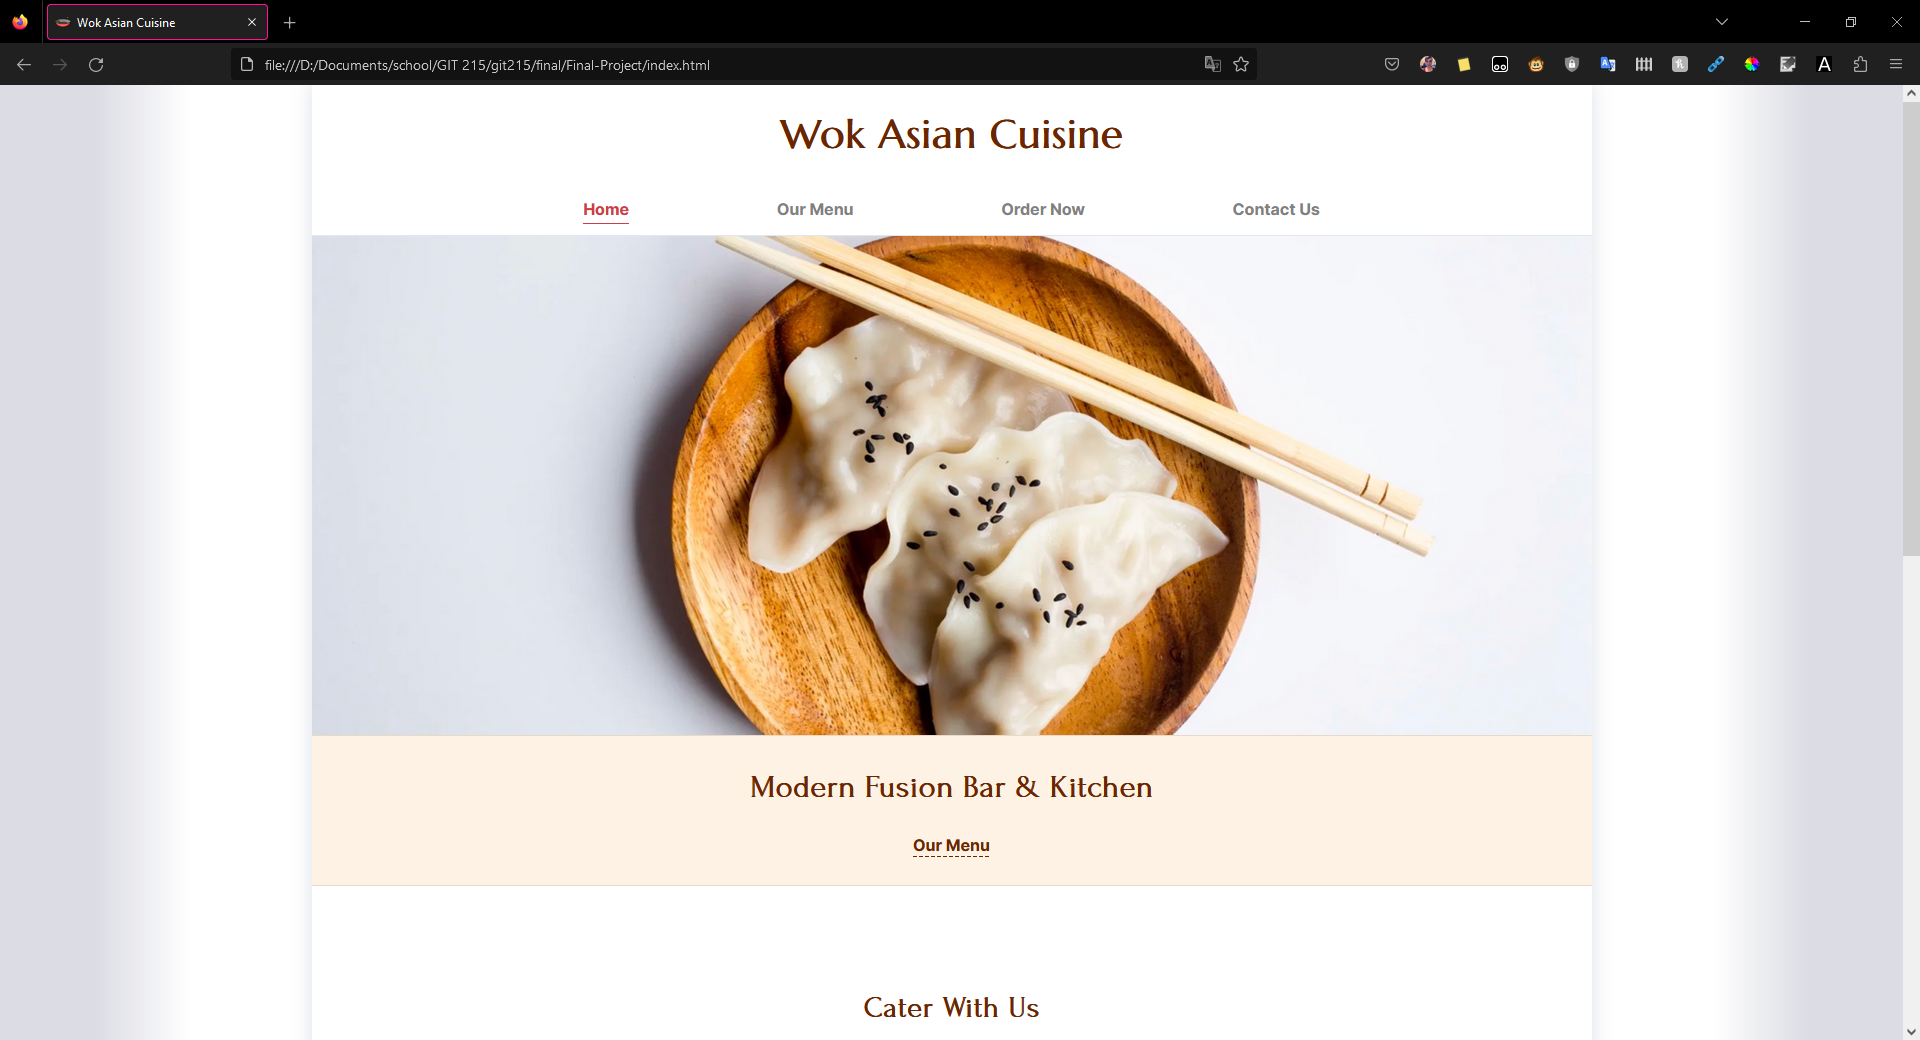 Wok Asian Cuisine
file:///D:/Documents/school/GIT 215/git215/final/Final-Project/index.html
Wok Asian Cuisine
Home Our Menu Order Now Contact Us
Modern Fusion Bar & Kitchen
Our Menu
Cater With Us